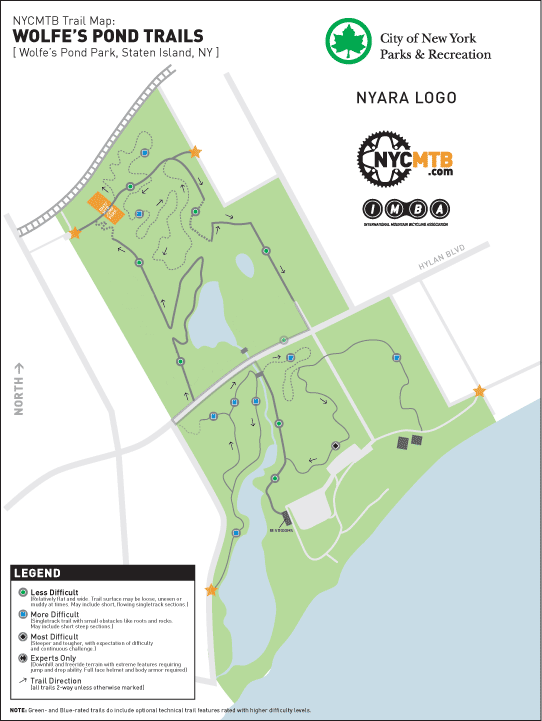 NYCMTB Trail Map:
WOLFE'S POND TRAILS
[ Wolfe's Pond Park, Staten Island, NY ]
City of New York
Parks & Recreation
NYARA LOGO
NYCMTB
.com
IMBA
INTERNATIONAL MOUNTAIN BICYCLING ASSOCIATION
HYLAN BLVD
NORTH →
LEGEND
Less Difficult
(Relatively flat and wide. Trail surface may be loose, uneven or
muddy at times. May include short, flowing singletrack sections.)
More Difficult
(Singletrack trail with small obstacles like roots and rocks.
May include short steep sections.)
Most Difficult
(Steeper and tougher, with expectation of difficulty
and continuous challenge.)
Experts Only
(Downhill and freeride terrain with extreme features requiring
jump and drop ability. Full face helmet and body armor required)
Trail Direction
(all trails 2-way unless otherwise marked)
NOTE: Green- and Blue-rated trails do include optional technical trail features rated with higher difficulty levels.